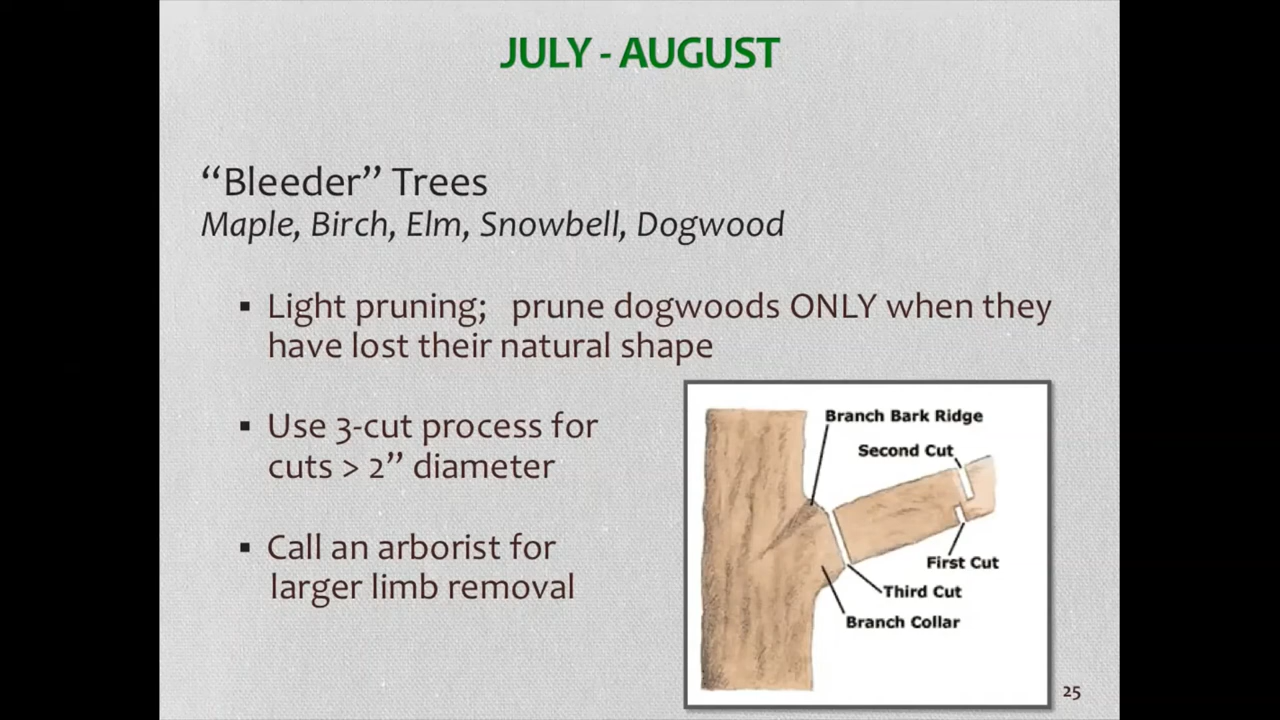 JULY - AUGUST
“Bleeder” Trees
Maple, Birch, Elm, Snowbell, Dogwood
▪ Light pruning; prune dogwoods ONLY when they
have lost their natural shape
▪ Use 3-cut process for
cuts > 2” diameter
▪ Call an arborist for
larger limb removal
Branch Bark Ridge
Second Cut
First Cut
Third Cut
Branch Collar
25